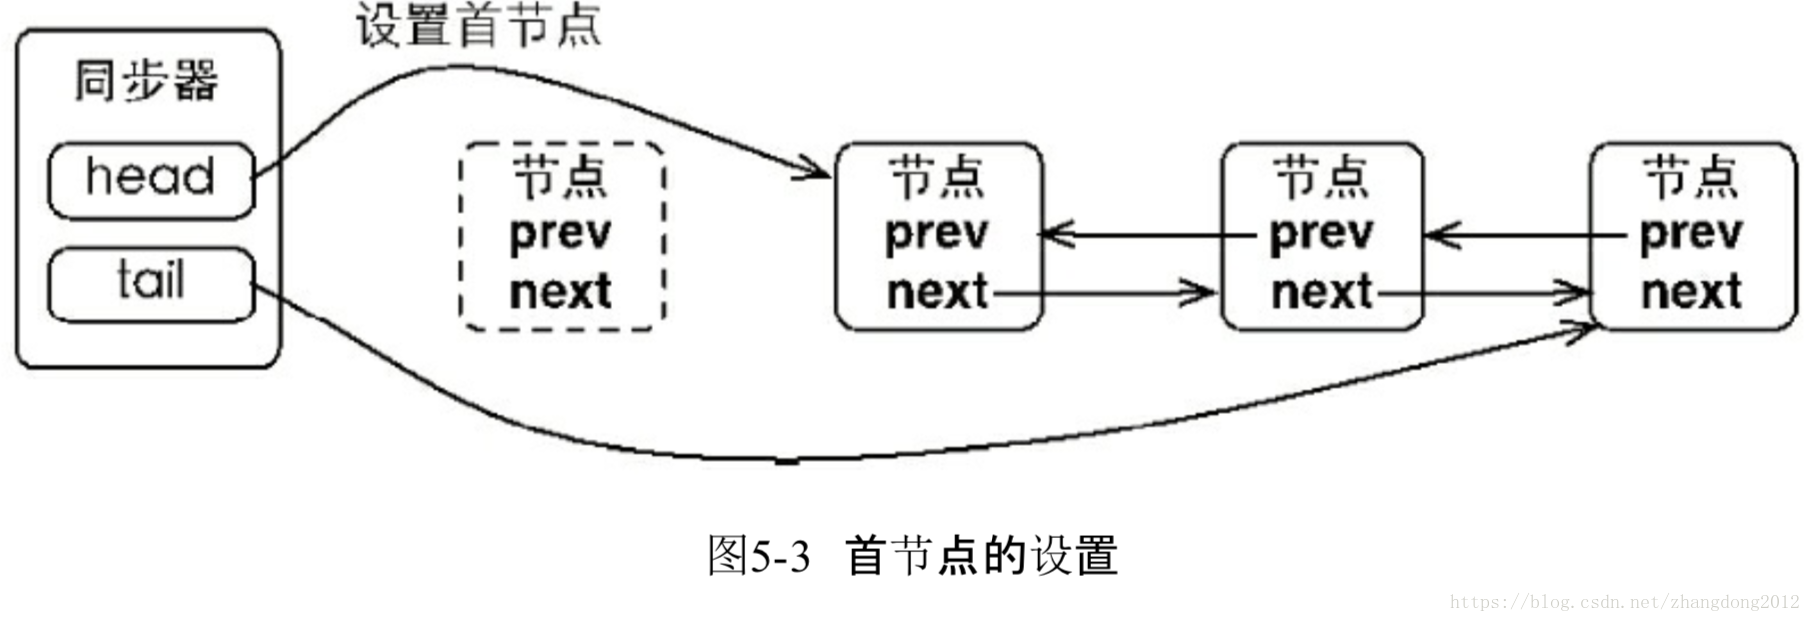 设置首节点
同步器
head
tail
节点
prev
next
节点
prev
next
节点
prev
next
节点
prev
next
图5-3 首节点的设置
https://blog.csdn.net/zhangdong2012